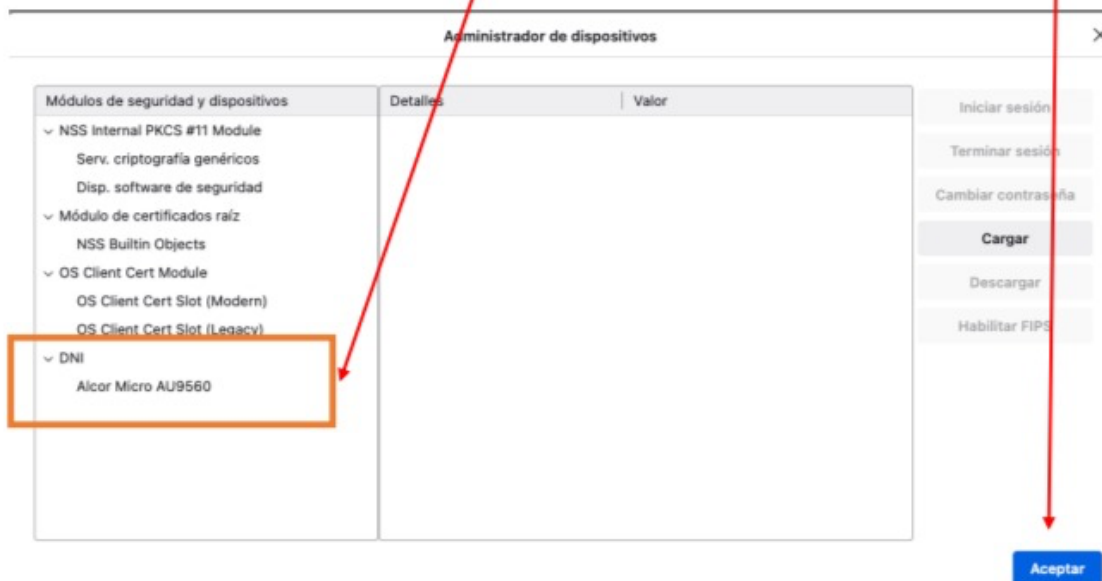 Administrador de dispositivos
Módulos de seguridad y dispositivos
Detalles
Valor
NSS Internal PKCS #11 Module
Serv. criptografía genéricos
Disp. software de seguridad
Módulo de certificados raíz
NSS Builtin Objects
OS Client Cert Module
OS Client Cert Slot (Modern)
OS Client Cert Slot (Legacy)
DNI
Alcor Micro AU9560
Iniciar sesión
Terminar sesión
Cambiar contraseña
Cargar
Descargar
Habilitar FIPS
Aceptar